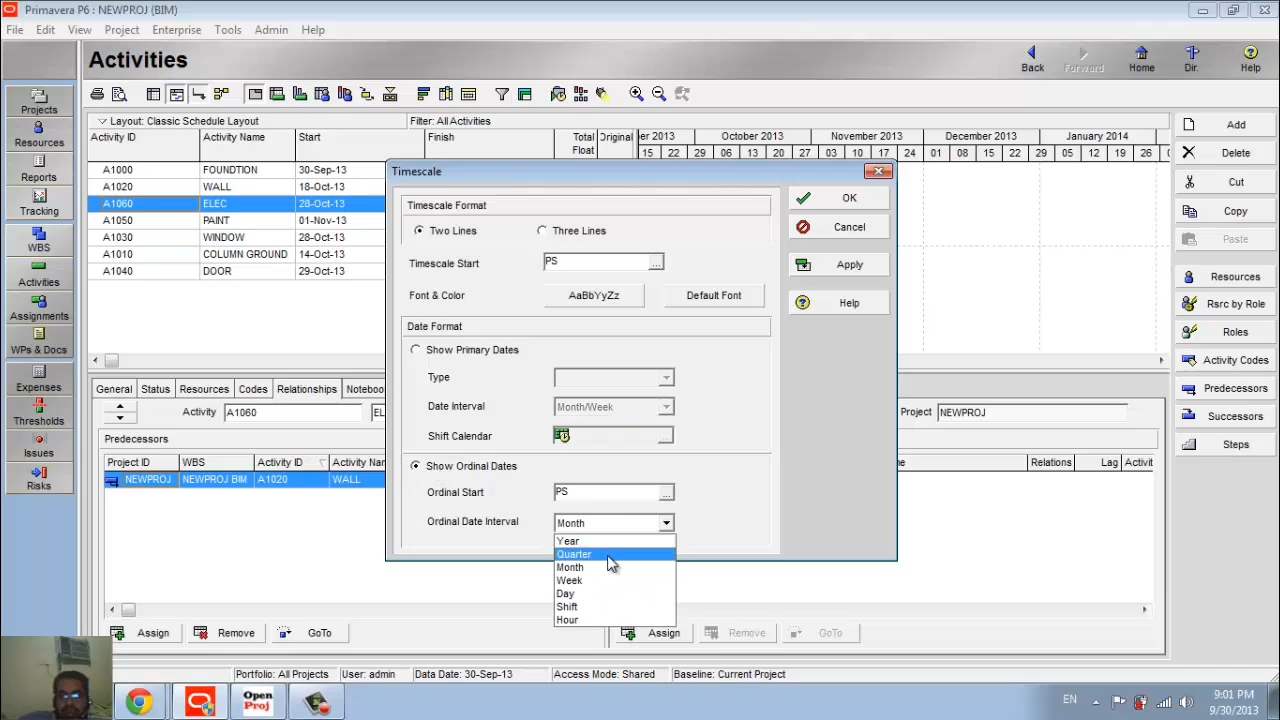 Primavera P6 : NEWPROJ (BIM)
File Edit View Project Enterprise Tools Admin Help
Activities
Back Forward Home Dir. Help
Projects
Resources
Reports
Tracking
WBS
Activities
Assignments
WPs & Docs
Expenses
Thresholds
Issues
Risks
Layout: Classic Schedule Layout Filter: All Activities
Activity ID Activity Name Start Finish Total Float Original
er 2013 October 2013 November 2013 December 2013 January 2014
15 22 29 06 13 20 27 03 10 17 24 01 08 15 22 29 05 12 19 26 0
A1000 FOUNDTION 30-Sep-13
A1020 WALL 18-Oct-13
A1060 ELEC 28-Oct-13
A1050 PAINT 01-Nov-13
A1030 WINDOW 28-Oct-13
A1010 COLUMN GROUND 14-Oct-13
A1040 DOOR 29-Oct-13
Timescale
Timescale Format
Two Lines Three Lines
Timescale Start PS ...
Font & Color AaBbYyZz Default Font
Date Format
Show Primary Dates
Type
Date Interval Month/Week
Shift Calendar ...
Show Ordinal Dates
Ordinal Start PS ...
Ordinal Date Interval Month
Year
Quarter
Month
Week
Day
Shift
Hour
OK
Cancel
Apply
Help
Add
Delete
Cut
Copy
Paste
Resources
Rsrc by Role
Roles
Activity Codes
Predecessors
Successors
Steps
General Status Resources Codes Relationships Notebook
Activity A1060 EL Project NEWPROJ
Predecessors
Project ID WBS Activity ID Activity Na me Relations Lag Activit
NEWPROJ NEWPROJ BIM A1020 WALL
Assign Remove GoTo Assign Remove GoTo
Portfolio: All Projects User: admin Data Date: 30-Sep-13 Access Mode: Shared Baseline: Current Project
Open
Proj
EN
9:01 PM
9/30/2013